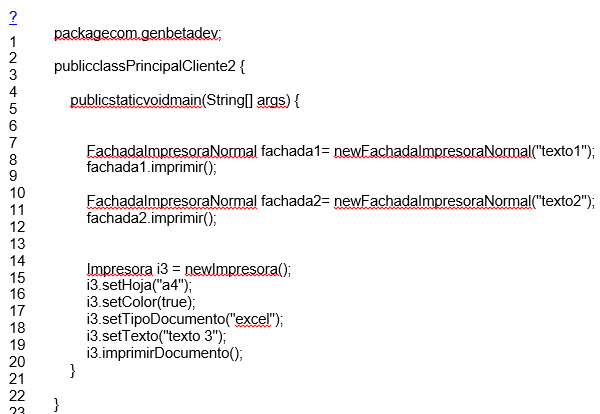 ?
1
2
3
4
5
6
7
8
9
10
11
12
13
14
15
16
17
18
19
20
21
22
23
packagecom.genbetadev;
publicclassPrincipalCliente2 {
publicstaticvoidmain(String[] args) {
FachadaImpresoraNormal fachada1= newFachadaImpresoraNormal("texto1");
fachada1.imprimir();
FachadaImpresoraNormal fachada2= newFachadaImpresoraNormal("texto2");
fachada2.imprimir();
Impresora i3 = newImpresora();
i3.setHoja("a4");
i3.setColor(true);
i3.setTipoDocumento("excel");
i3.setTexto("texto 3");
i3.imprimirDocumento();
}
}